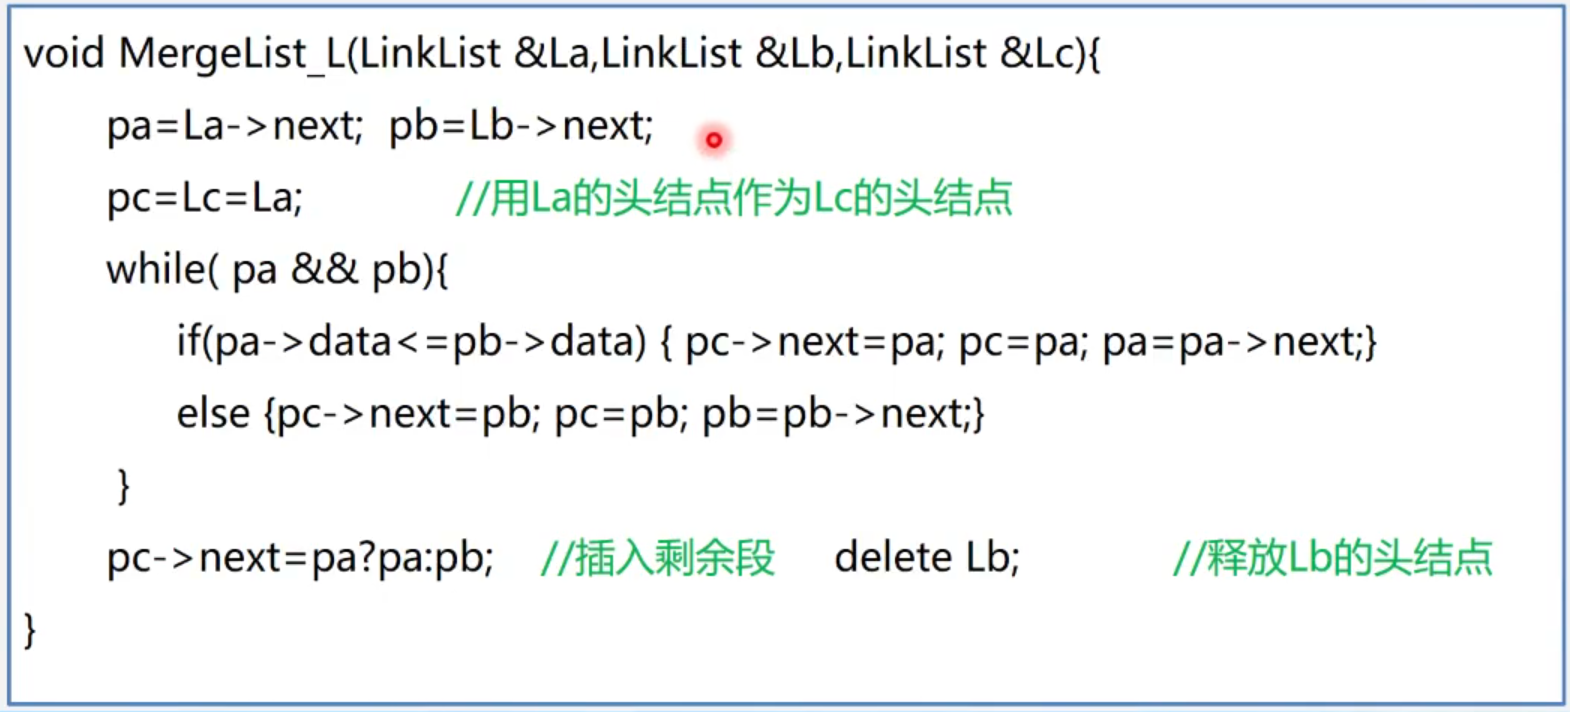 void MergeList_L(LinkList &La,LinkList &Lb,LinkList &Lc){
pa=La->next; pb=Lb->next;
pc=Lc=La; //用La的头结点作为Lc的头结点
while( pa && pb){
if(pa->data<=pb->data) { pc->next=pa; pc=pa; pa=pa->next;}
else {pc->next=pb; pc=pb; pb=pb->next;}
}
pc->next=pa?pa:pb; //插入剩余段 delete Lb; //释放Lb的头结点
}